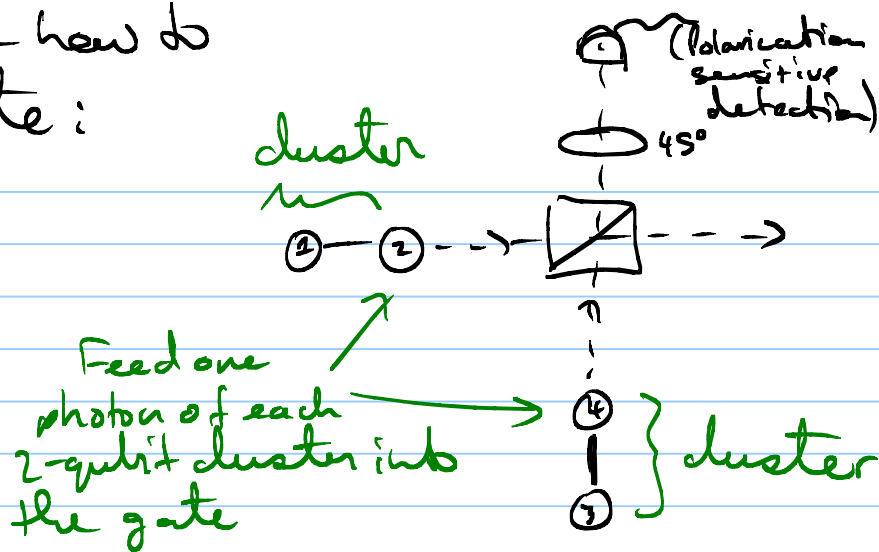 – how to
te:
(Polarization
sensitive
detection)
45°
cluster
1 2
Feed one
photon of each
2-qubit cluster into
the gate
4
cluster
3